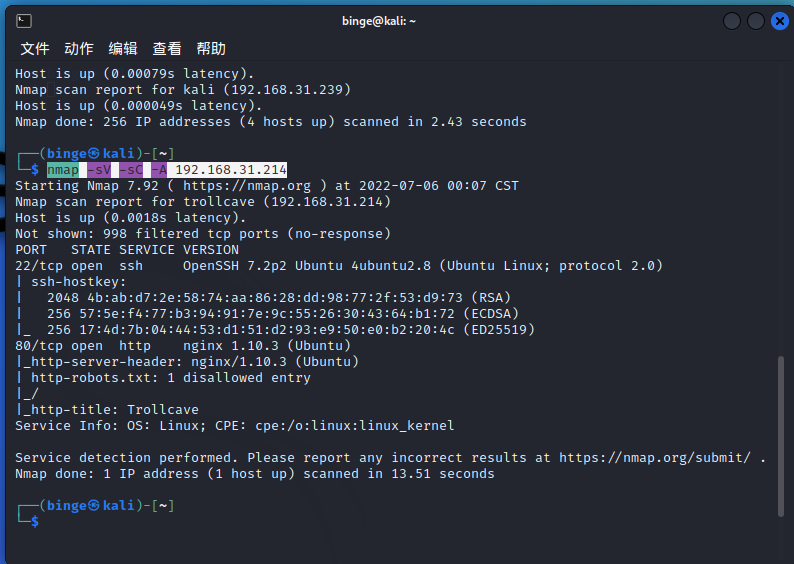 binge@kali: ~
文件 动作 编辑 查看 帮助
Host is up (0.00079s latency).
Nmap scan report for kali (192.168.31.239)
Host is up (0.000049s latency).
Nmap done: 256 IP addresses (4 hosts up) scanned in 2.43 seconds
┌──(binge㉿kali)-[~]
└─$ nmap -sV -sC -A 192.168.31.214
Starting Nmap 7.92 ( https://nmap.org ) at 2022-07-06 00:07 CST
Nmap scan report for trollcave (192.168.31.214)
Host is up (0.0018s latency).
Not shown: 998 filtered tcp ports (no-response)
PORT   STATE SERVICE VERSION
22/tcp open  ssh     OpenSSH 7.2p2 Ubuntu 4ubuntu2.8 (Ubuntu Linux; protocol 2.0)
| ssh-hostkey:
|   2048 4b:ab:d7:2e:58:74:aa:86:28:dd:98:77:2f:53:d9:73 (RSA)
|   256 57:5e:f4:77:b3:94:91:7e:9c:55:26:30:43:64:b1:72 (ECDSA)
|_  256 17:4d:7b:04:44:53:d1:51:d2:93:e9:50:e0:b2:20:4c (ED25519)
80/tcp open  http    nginx 1.10.3 (Ubuntu)
|_http-server-header: nginx/1.10.3 (Ubuntu)
| http-robots.txt: 1 disallowed entry
|_/
|_http-title: Trollcave
Service Info: OS: Linux; CPE: cpe:/o:linux:linux_kernel
Service detection performed. Please report any incorrect results at https://nmap.org/submit/ .
Nmap done: 1 IP address (1 host up) scanned in 13.51 seconds
┌──(binge㉿kali)-[~]
└─$